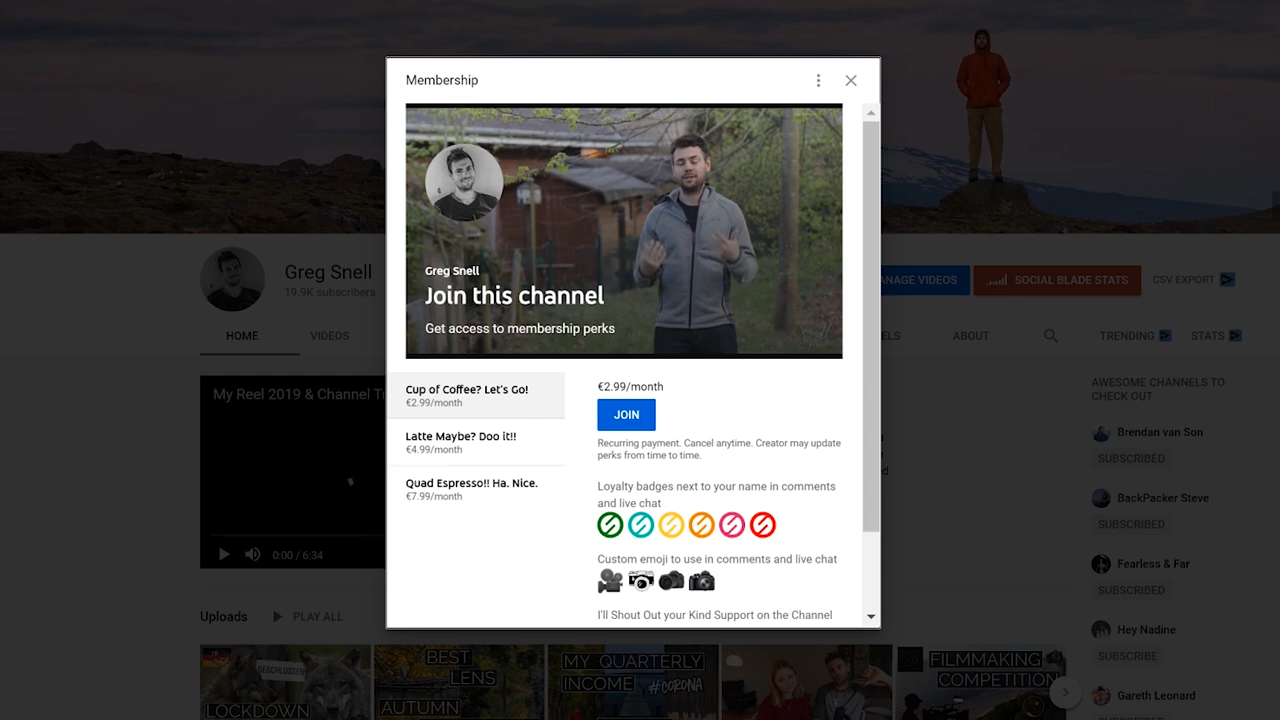 Membership
Greg Snell
Join this channel
Get access to membership perks
Cup of Coffee? Let's Go!
€2.99/month
Latte Maybe? Doo it!!
€4.99/month
Quad Espresso!! Ha. Nice.
€7.99/month
€2.99/month
JOIN
Recurring payment. Cancel anytime. Creator may update
perks from time to time.
Loyalty badges next to your name in comments
and live chat
Custom emoji to use in comments and live chat
I'll Shout Out your Kind Support on the Channel
Greg Snell
19.9K subscribers
ANAGE VIDEOS
SOCIAL BLADE STATS
CSV EXPORT
HOME
VIDEOS
ELS
ABOUT
TRENDING
STATS
My Reel 2019 & Channel T
0:00 / 6:34
AWESOME CHANNELS TO
CHECK OUT
Brendan van Son
SUBSCRIBED
BackPacker Steve
SUBSCRIBED
Fearless & Far
SUBSCRIBED
Hey Nadine
SUBSCRIBE
Gareth Leonard
Uploads
PLAY ALL
GESCHLOSSEN
LOCKDOWN
BEST
LENS
AUTUMN
MY QUARTERLY
INCOME
#CORONA
FILMMAKING
COMPETITION